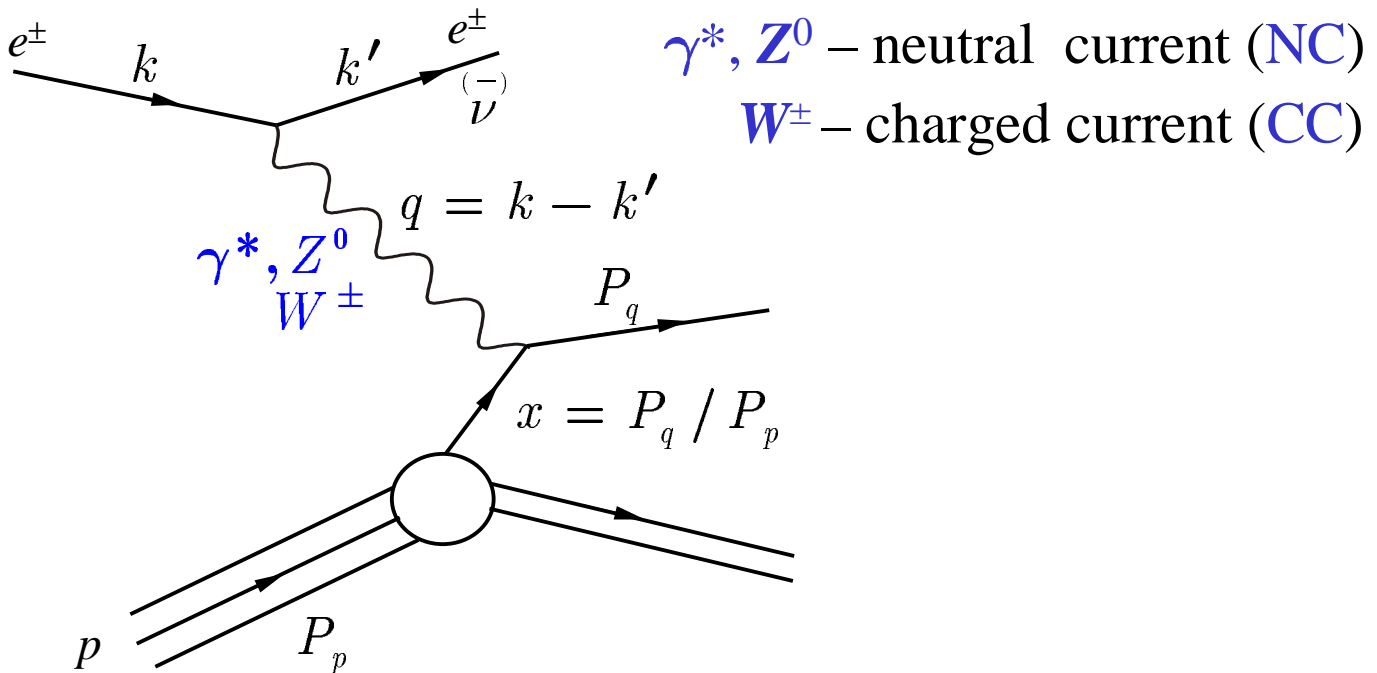 e±
k
k′
e±
(−)
ν
γ*, Z⁰ – neutral current (NC)
W± – charged current (CC)
q = k − k′
γ*, Z⁰
W ±
P_q
x = P_q / P_p
p
P_p